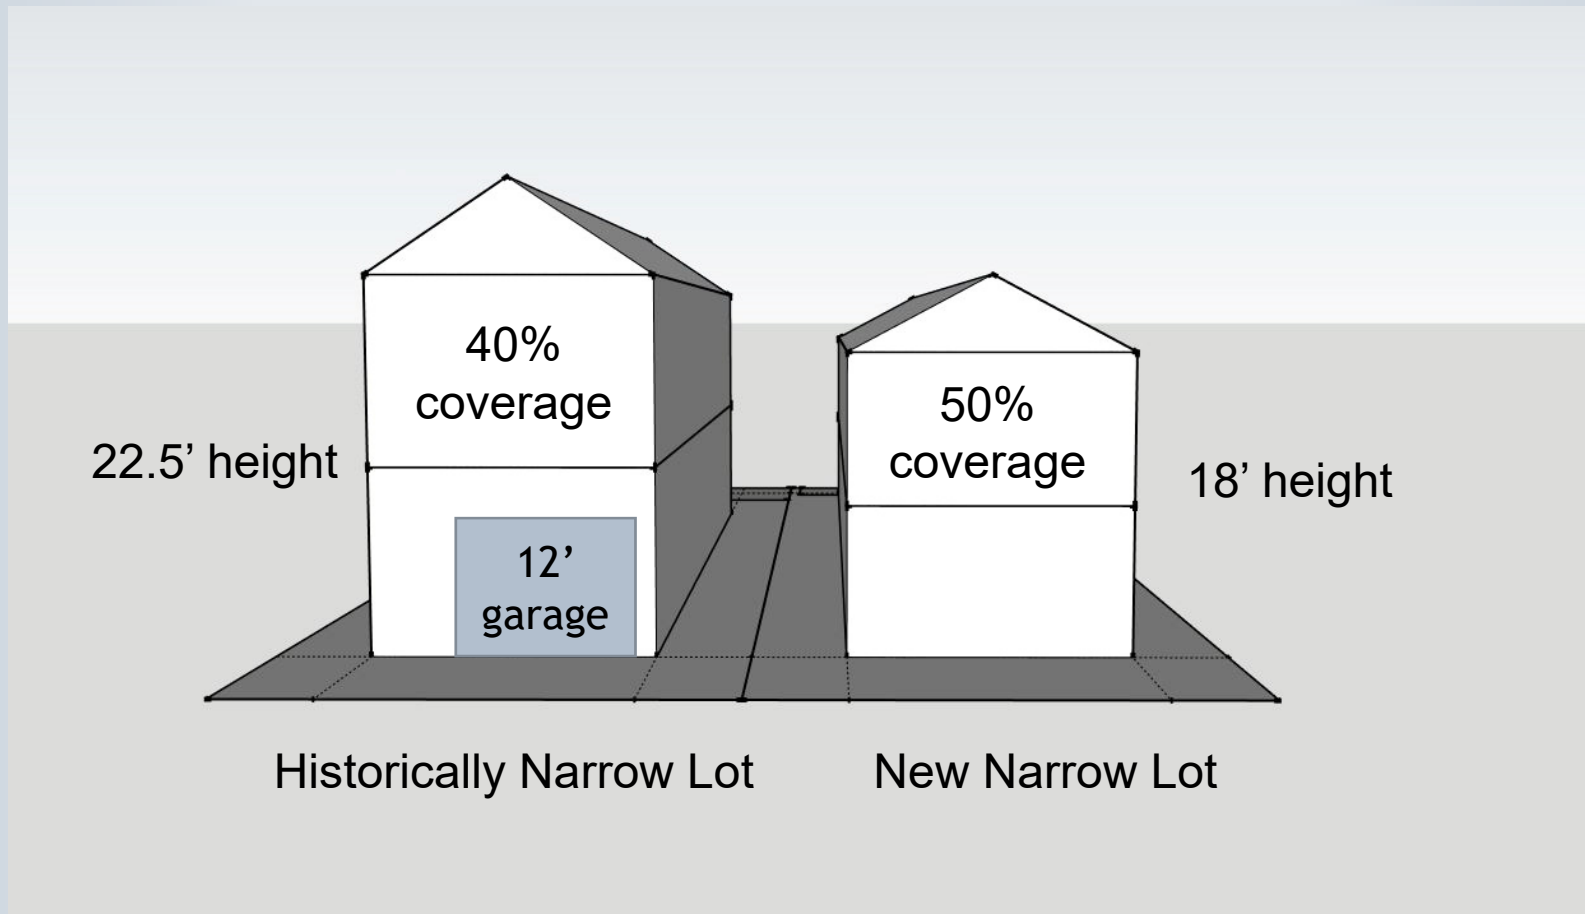 40%
coverage
22.5’ height
12’
garage
50%
coverage
18’ height
Historically Narrow Lot
New Narrow Lot